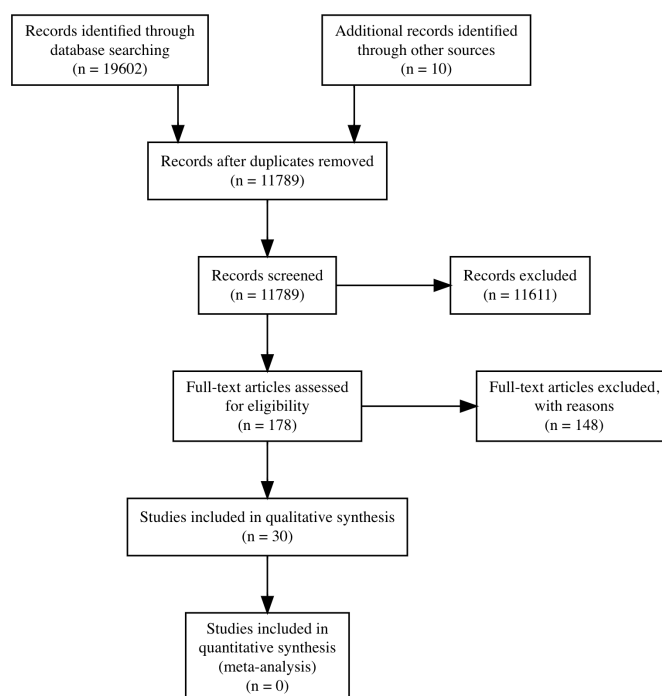 Records identified through
database searching
(n = 19602)
Additional records identified
through other sources
(n = 10)
Records after duplicates removed
(n = 11789)
Records screened
(n = 11789)
Records excluded
(n = 11611)
Full-text articles assessed
for eligibility
(n = 178)
Full-text articles excluded,
with reasons
(n = 148)
Studies included in qualitative synthesis
(n = 30)
Studies included in
quantitative synthesis
(meta-analysis)
(n = 0)